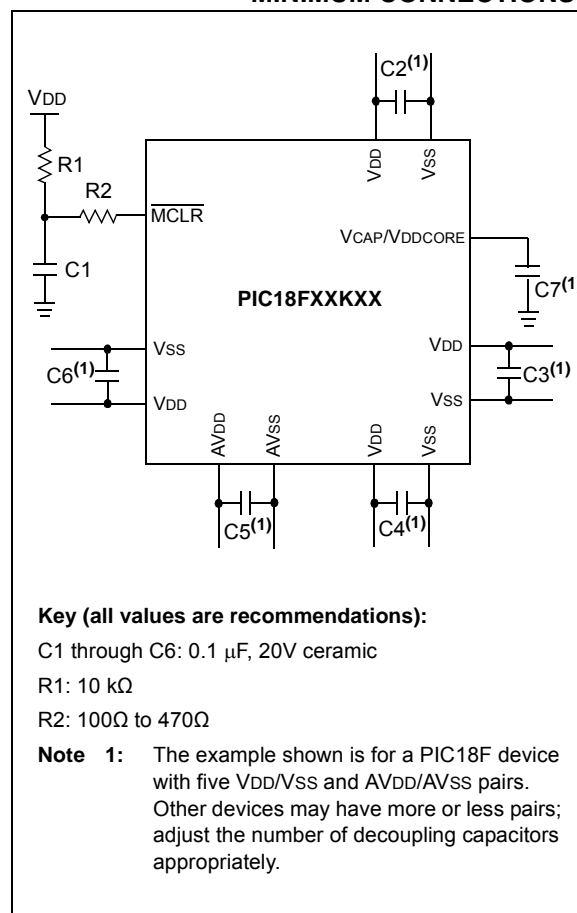 MINIMUM CONNECTIONS
C2(1)
VDD
R1
R2
VDD
VSS
MCLR
VCAP/VDDCORE
C1
PIC18FXXKXX
C7(1
VSS
VDD
C6(1)
C3(1)
VDD
VSS
AVDD
AVSS
VDD
VSS
C5(1)
C4(1)
Key (all values are recommendations):
C1 through C6: 0.1 μF, 20V ceramic
R1: 10 kΩ
R2: 100Ω to 470Ω
Note 1: The example shown is for a PIC18F device
with five VDD/VSS and AVDD/AVSS pairs.
Other devices may have more or less pairs;
adjust the number of decoupling capacitors
appropriately.